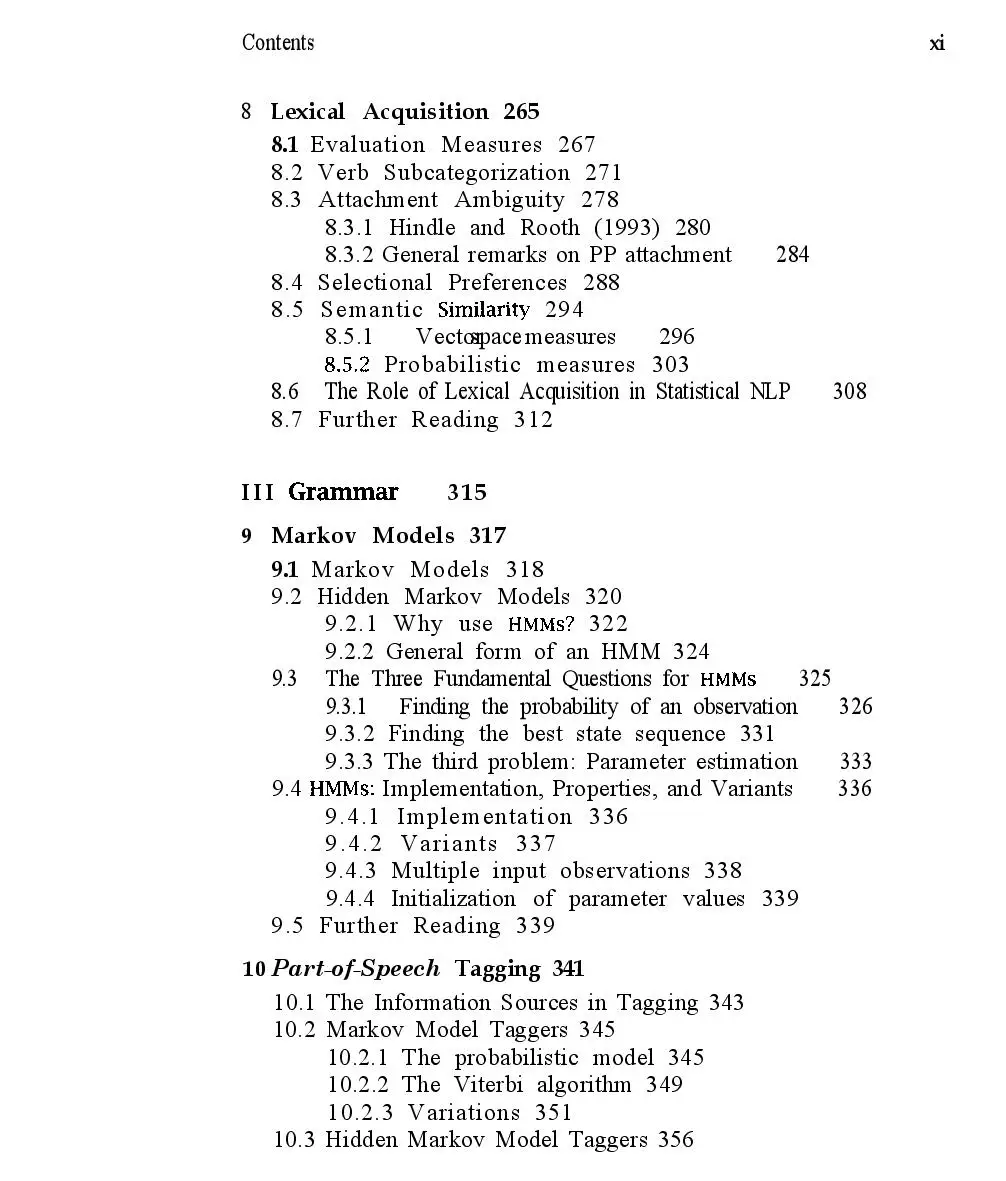 Contents xi
8 Lexical Acquisition 265
8.1 Evaluation Measures 267
8.2 Verb Subcategorization 271
8.3 Attachment Ambiguity 278
8.3.1 Hindle and Rooth (1993) 280
8.3.2 General remarks on PP attachment 284
8.4 Selectional Preferences 288
8.5 Semantic Similarity 294
8.5.1 Vector space measures 296
8.5.2 Probabilistic measures 303
8.6 The Role of Lexical Acquisition in Statistical NLP 308
8.7 Further Reading 312
III Grammar 315
9 Markov Models 317
9.1 Markov Models 318
9.2 Hidden Markov Models 320
9.2.1 Why use HMMs? 322
9.2.2 General form of an HMM 324
9.3 The Three Fundamental Questions for HMMs 325
9.3.1 Finding the probability of an observation 326
9.3.2 Finding the best state sequence 331
9.3.3 The third problem: Parameter estimation 333
9.4 HMMs: Implementation, Properties, and Variants 336
9.4.1 Implementation 336
9.4.2 Variants 337
9.4.3 Multiple input observations 338
9.4.4 Initialization of parameter values 339
9.5 Further Reading 339
10 Part-of-Speech Tagging 341
10.1 The Information Sources in Tagging 343
10.2 Markov Model Taggers 345
10.2.1 The probabilistic model 345
10.2.2 The Viterbi algorithm 349
10.2.3 Variations 351
10.3 Hidden Markov Model Taggers 356